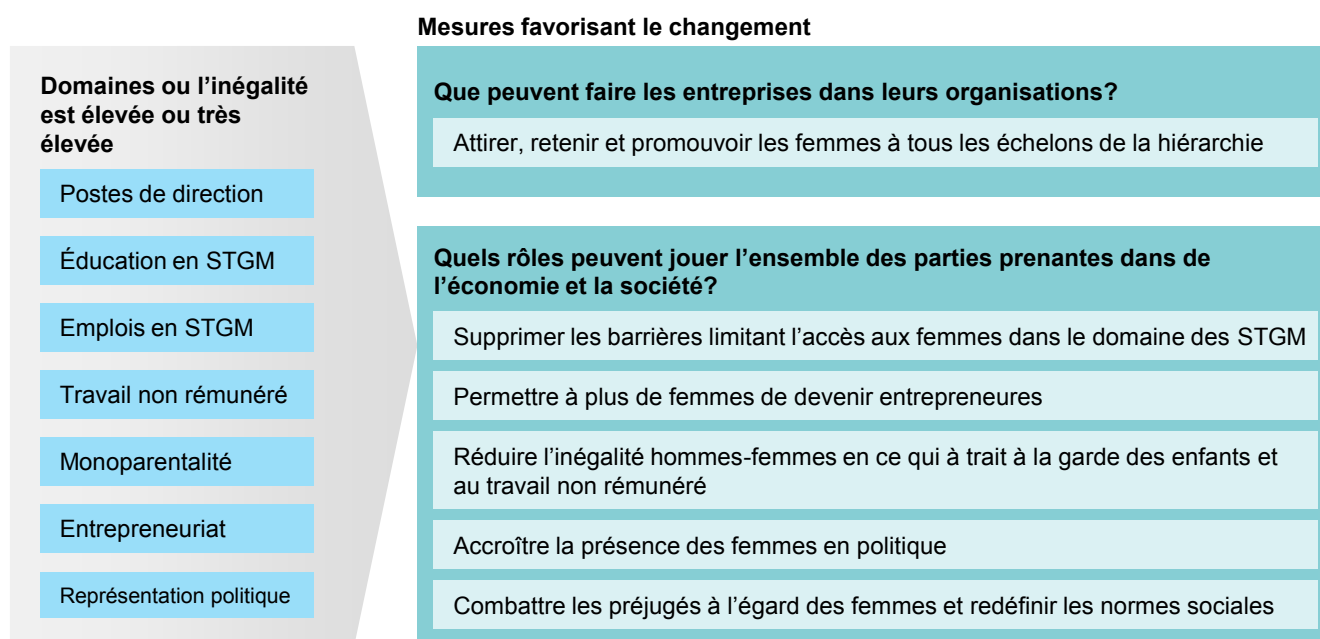 Mesures favorisant le changement
Domaines ou l’inégalité
est élevée ou très
élevée
Postes de direction
Éducation en STGM
Emplois en STGM
Travail non rémunéré
Monoparentalité
Entrepreneuriat
Représentation politique
Que peuvent faire les entreprises dans leurs organisations?
Attirer, retenir et promouvoir les femmes à tous les échelons de la hiérarchie
Quels rôles peuvent jouer l’ensemble des parties prenantes dans de
l’économie et la société?
Supprimer les barrières limitant l’accès aux femmes dans le domaine des STGM
Permettre à plus de femmes de devenir entrepreneures
Réduire l’inégalité hommes-femmes en ce qui à trait à la garde des enfants et
au travail non rémunéré
Accroître la présence des femmes en politique
Combattre les préjugés à l’égard des femmes et redéfinir les normes sociales